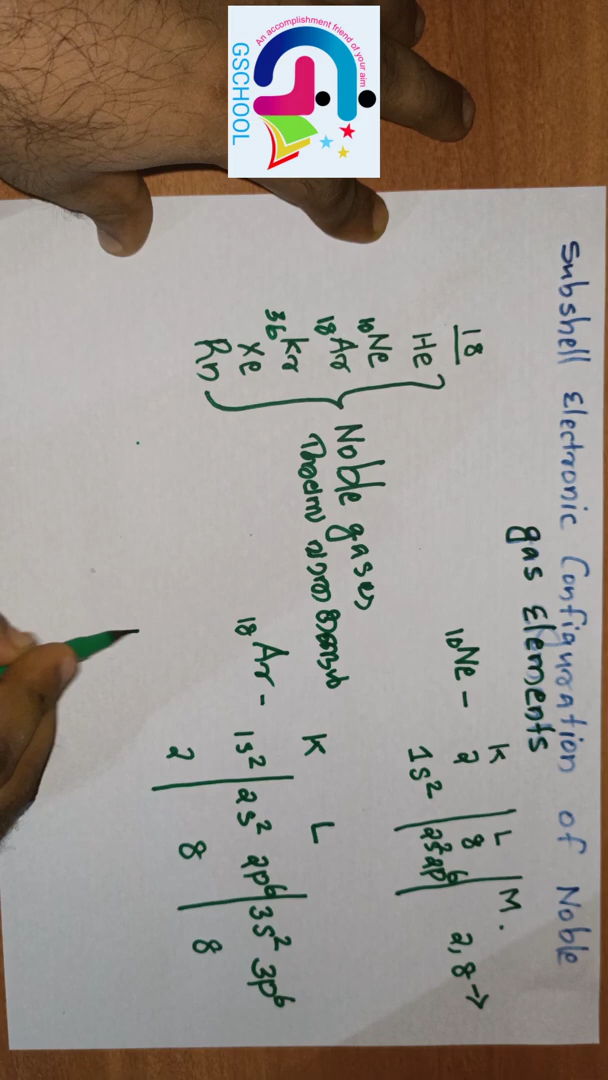 An accomplishment friend of your aim
GSCHOOL
Subshell Electronic Configuration of Noble
gas Elements
18
He
10Ne
18Ar
36Kr
Xe
Rn
Noble gases
10Ne -
K L M.
2 8 2, 8→
1s² 2s² 2p⁶
K L
18Ar - 1s² 2s² 2p⁶ 3s² 3p⁶
2 8 8